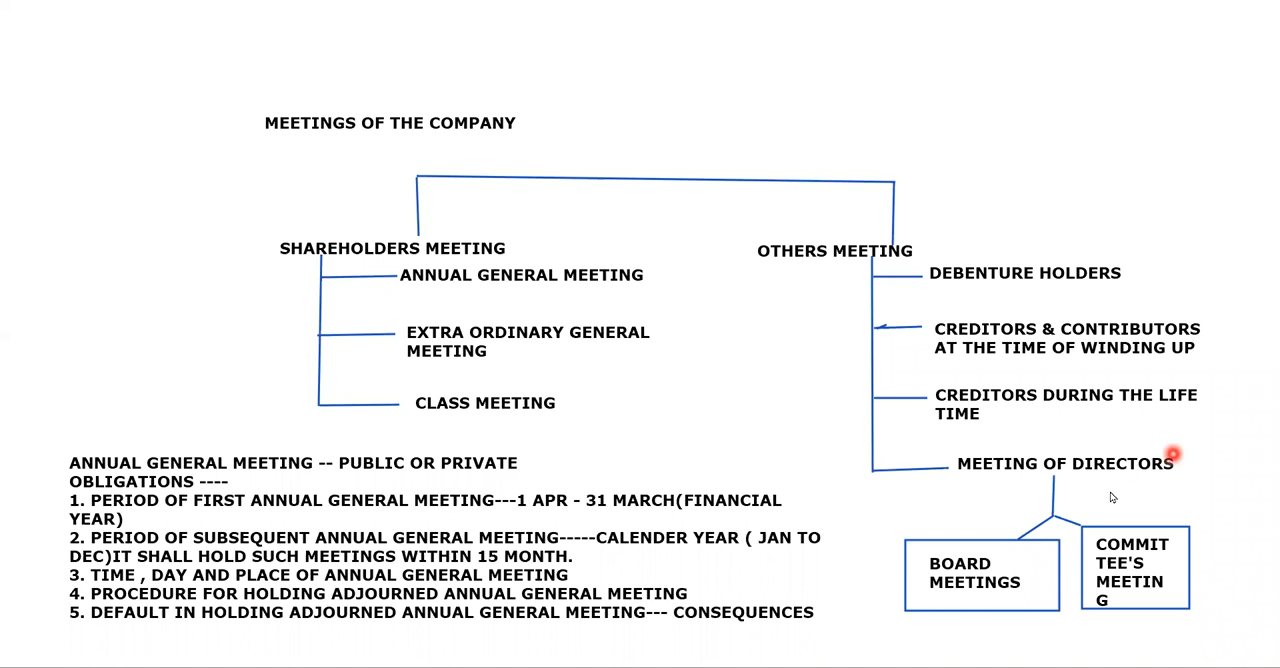 MEETINGS OF THE COMPANY
SHAREHOLDERS MEETING
ANNUAL GENERAL MEETING
EXTRA ORDINARY GENERAL
MEETING
CLASS MEETING
OTHERS MEETING
DEBENTURE HOLDERS
CREDITORS & CONTRIBUTORS
AT THE TIME OF WINDING UP
CREDITORS DURING THE LIFE
TIME
MEETING OF DIRECTORS
BOARD
MEETINGS
COMMIT
TEE'S
MEETIN
G
ANNUAL GENERAL MEETING -- PUBLIC OR PRIVATE
OBLIGATIONS ----
1. PERIOD OF FIRST ANNUAL GENERAL MEETING---1 APR - 31 MARCH(FINANCIAL
YEAR)
2. PERIOD OF SUBSEQUENT ANNUAL GENERAL MEETING-----CALENDER YEAR ( JAN TO
DEC)IT SHALL HOLD SUCH MEETINGS WITHIN 15 MONTH.
3. TIME , DAY AND PLACE OF ANNUAL GENERAL MEETING
4. PROCEDURE FOR HOLDING ADJOURNED ANNUAL GENERAL MEETING
5. DEFAULT IN HOLDING ADJOURNED ANNUAL GENERAL MEETING--- CONSEQUENCES